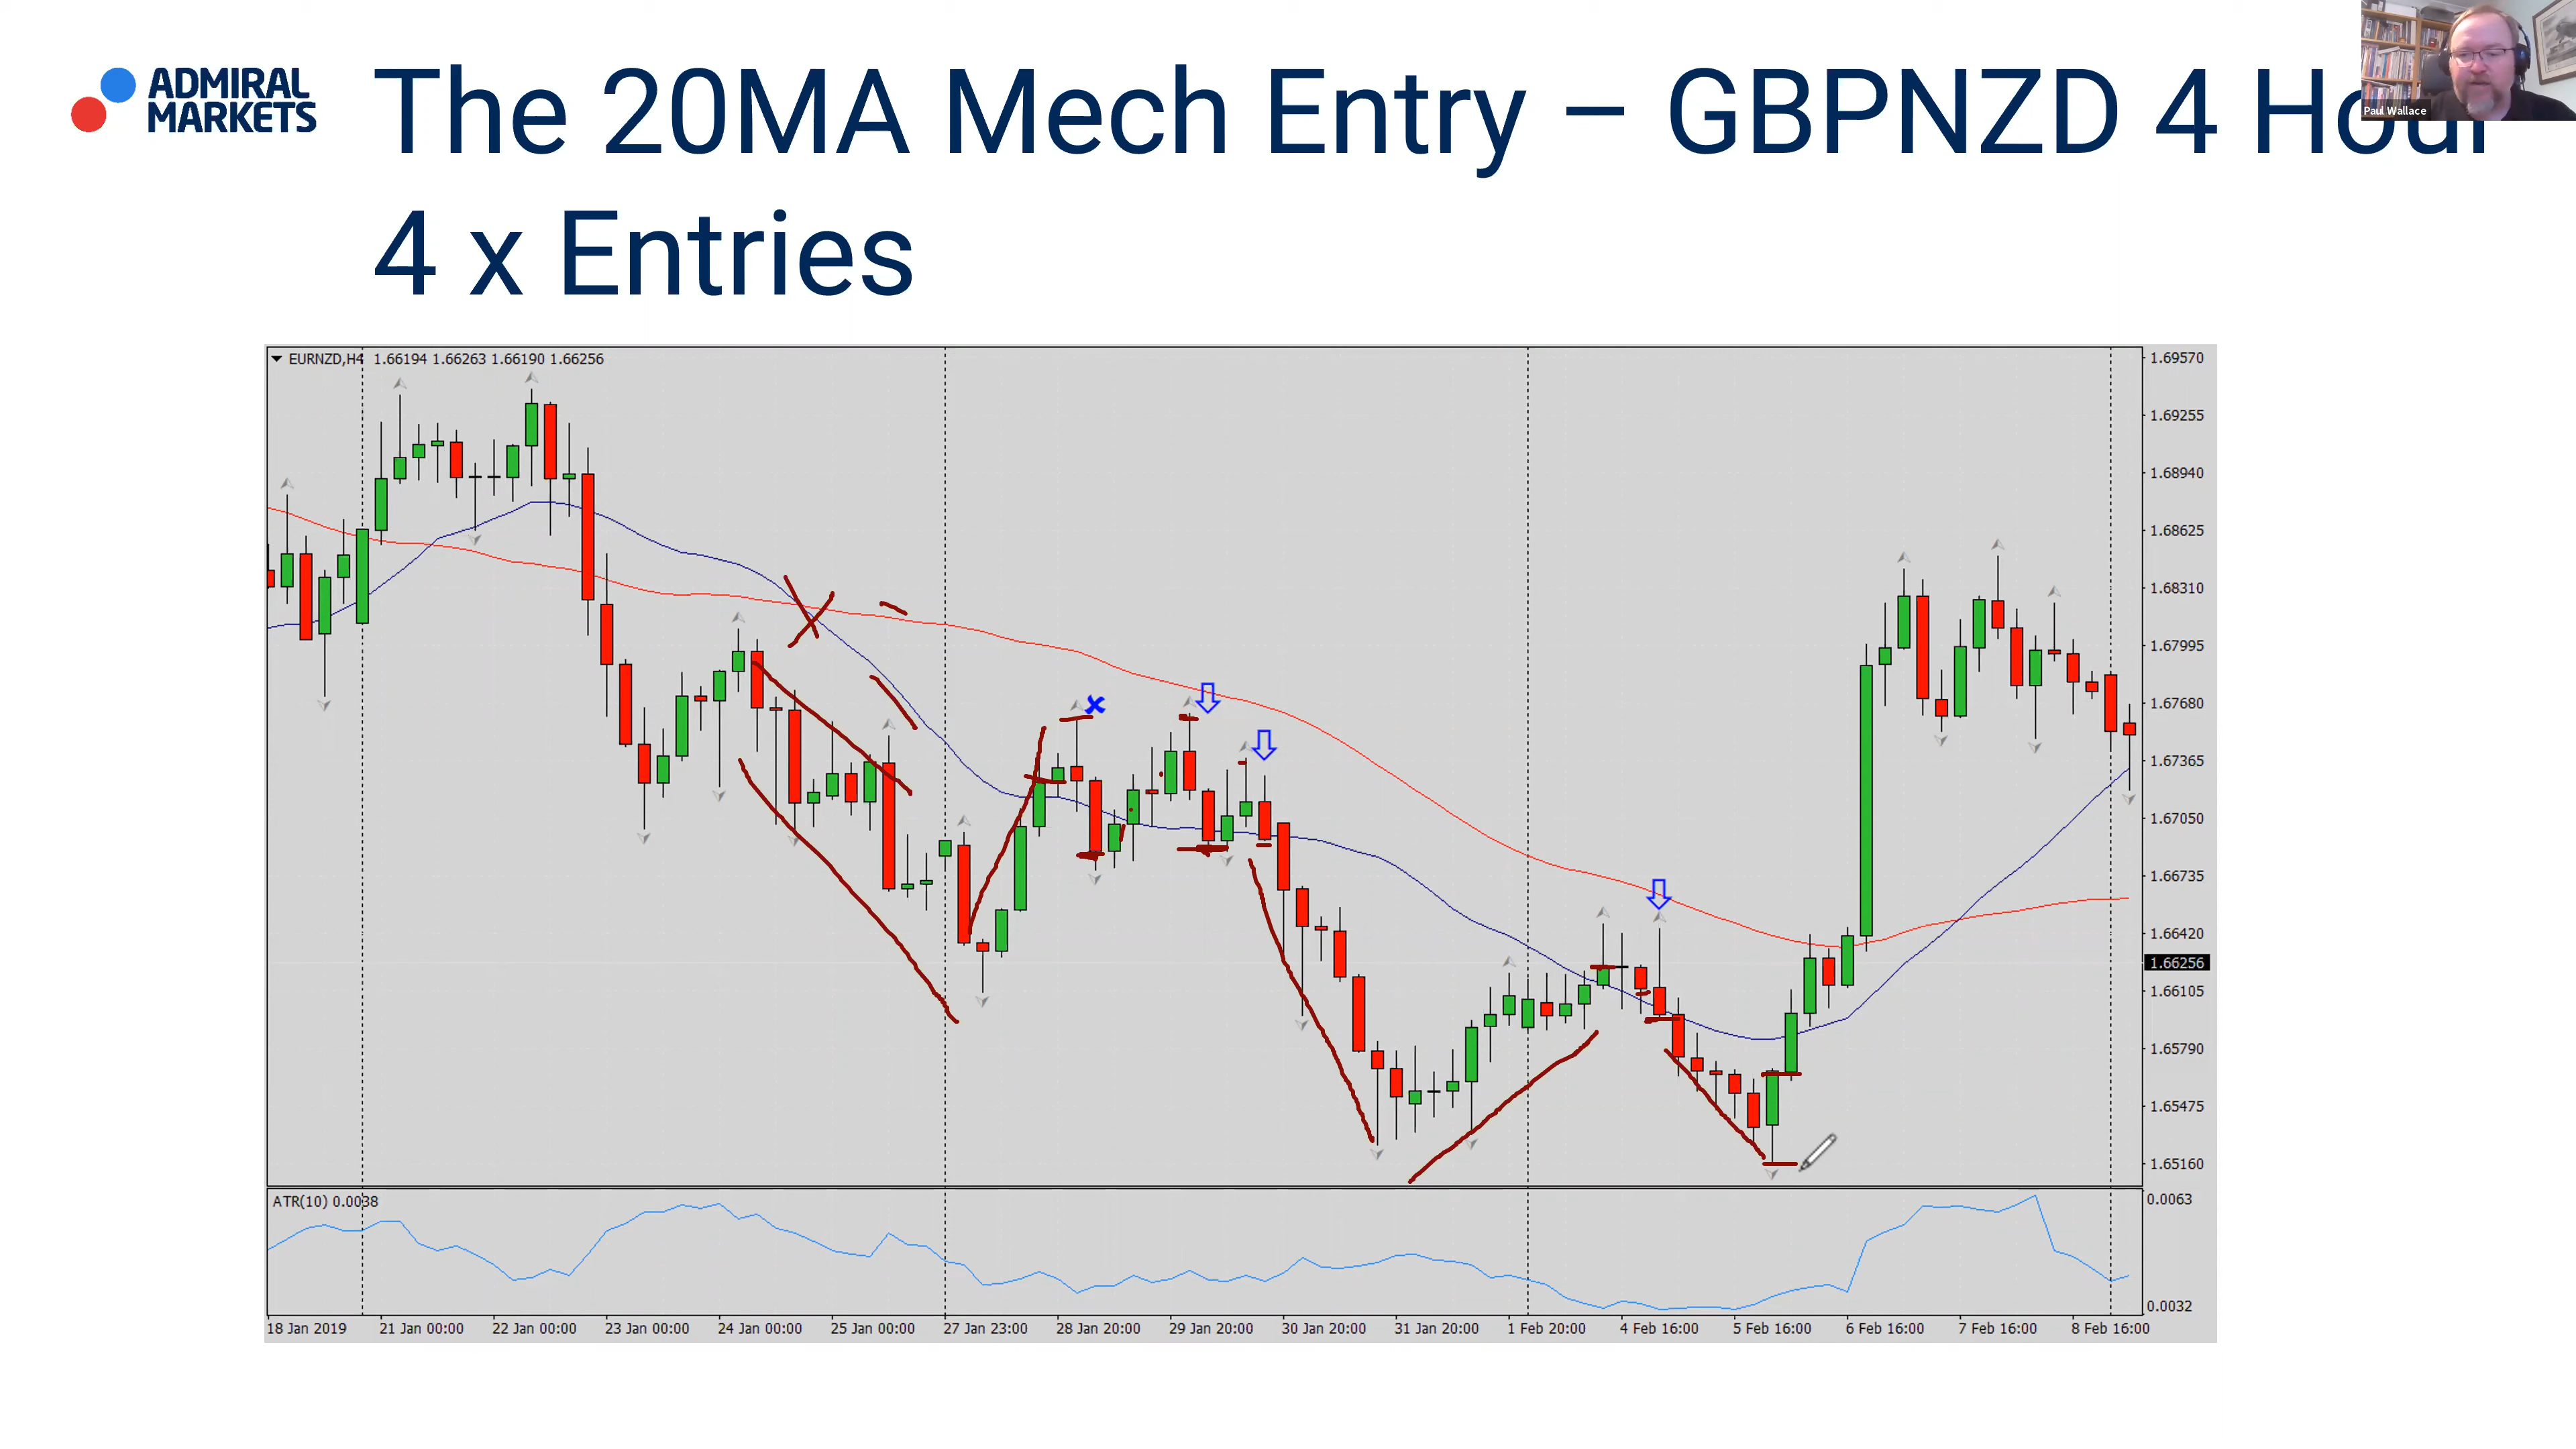 ADMIRAL
MARKETS
The 20MA Mech Entry – GBPNZD 4 Hour
4 x Entries
Paul Wallace
EURNZD,H4 1.66194 1.66263 1.66190 1.66256
1.69570
1.69255
1.68940
1.68625
1.68310
1.67995
1.67680
1.67365
1.67050
1.66735
1.66420
1.66256
1.66105
1.65790
1.65475
1.65160
ATR(10) 0.0038
0.0063
0.0032
18 Jan 2019 21 Jan 00:00 22 Jan 00:00 23 Jan 00:00 24 Jan 00:00 25 Jan 00:00 27 Jan 23:00 28 Jan 20:00 29 Jan 20:00 30 Jan 20:00 31 Jan 20:00 1 Feb 20:00 4 Feb 16:00 5 Feb 16:00 6 Feb 16:00 7 Feb 16:00 8 Feb 16:00